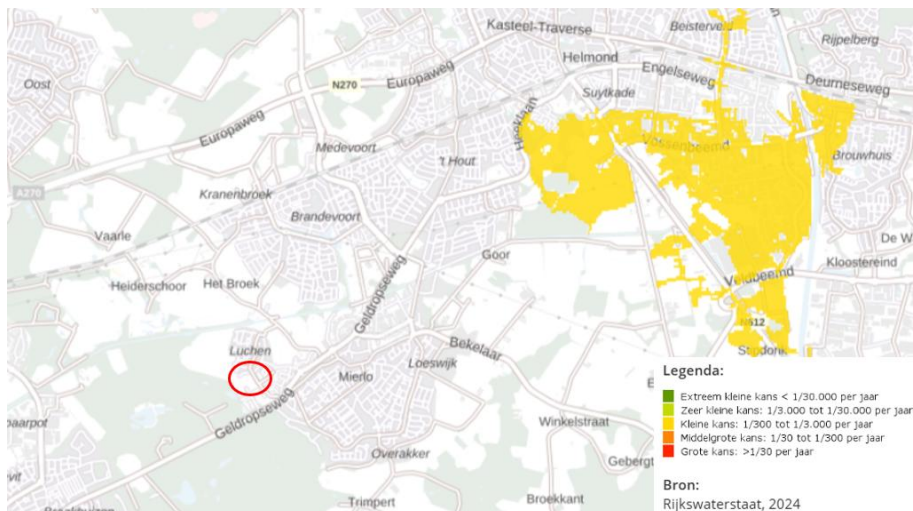 Kasteel-Traverse
Beisterveld
Rijpelberg
Helmond
Oost
N270
Europaweg
Engelseweg
Deurneseweg
Suytkade
Europaweg
Heeklaan
Medevoort
't Hout
Vossenbeemd
Brouwhuis
Kranenbroek
A270
Brandevoort
Vaarle
De W
Goor
Kloostereind
Heiderschoor
Het Broek
Veldbeemd
Geldropseweg
N612
Luchen
Bekelaar
Loeswijk
Stipdonk
Mierlo
Legenda:
Extreem kleine kans < 1/30.000 per jaar
Zeer kleine kans: 1/3.000 tot 1/30.000 per jaar
Kleine kans: 1/300 tot 1/3.000 per jaar
Middelgrote kans: 1/30 tot 1/300 per jaar
Grote kans: >1/30 per jaar
E
Geldropseweg
Winkelstraat
Overakker
Gebergt
Trimpert
Broekkant
Bron:
Rijkswaterstaat, 2024